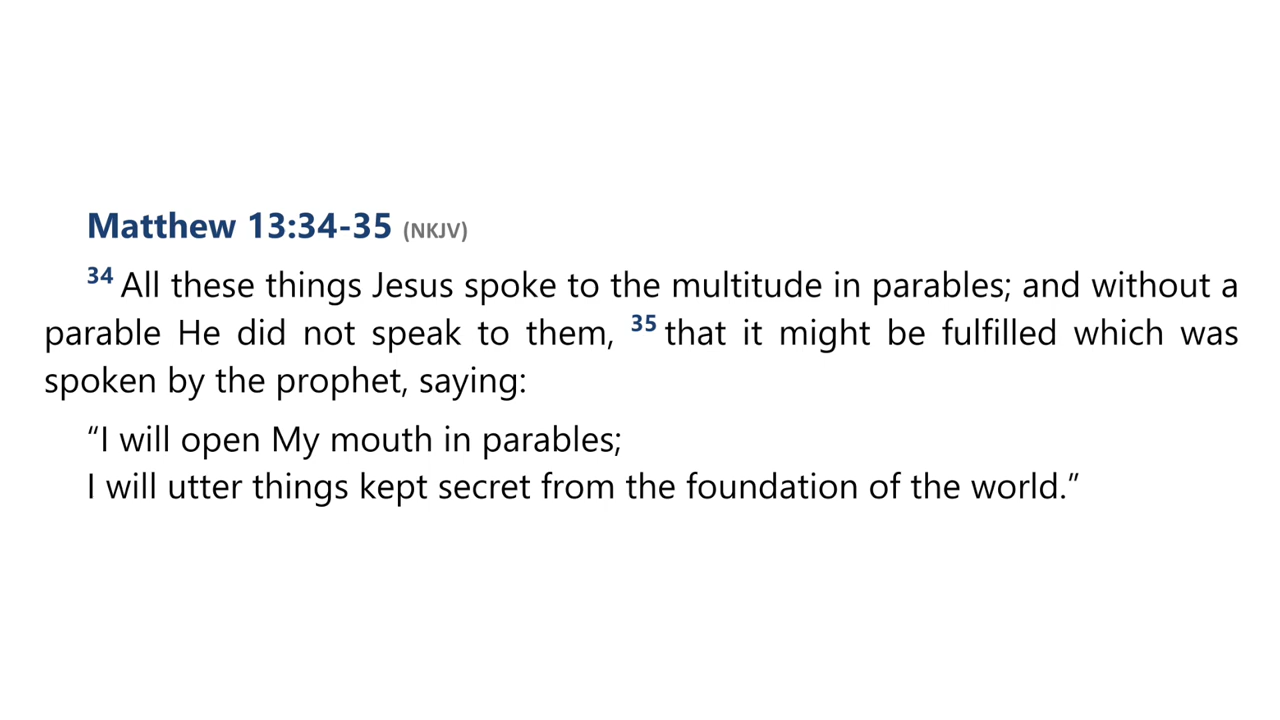 Matthew 13:34-35 (NKJV)
34 All these things Jesus spoke to the multitude in parables; and without a
parable He did not speak to them, 35 that it might be fulfilled which was
spoken by the prophet, saying:
“I will open My mouth in parables;
I will utter things kept secret from the foundation of the world.”